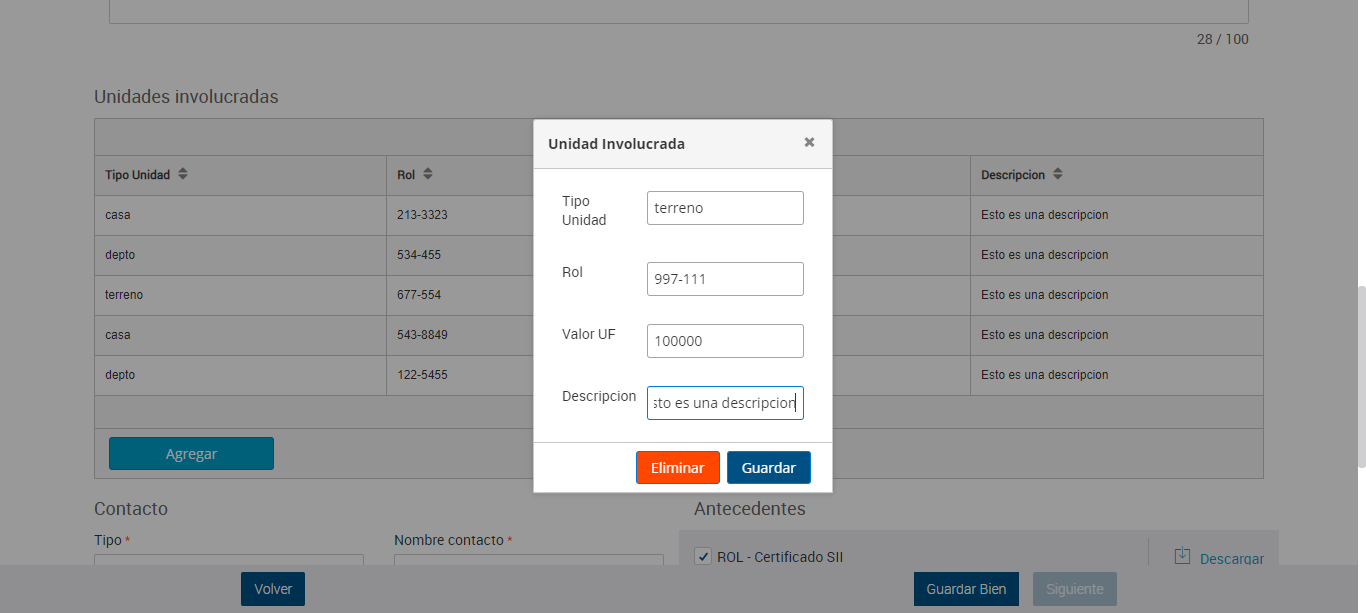 28 / 100
Unidades involucradas
Unidad Involucrada
Tipo Unidad Rol Descripcion
casa 213-3323 Esto es una descripcion
depto 534-455 Esto es una descripcion
terreno 677-554 Esto es una descripcion
casa 543-8849 Esto es una descripcion
depto 122-5455 Esto es una descripcion
Tipo
Unidad
terreno
Rol
997-111
Valor UF
100000
Descripcion
sto es una descripcion
Eliminar Guardar
Agregar
Contacto
Tipo * Nombre contacto *
Antecedentes
ROL - Certificado SII Descargar
Volver Guardar Bien Siguiente